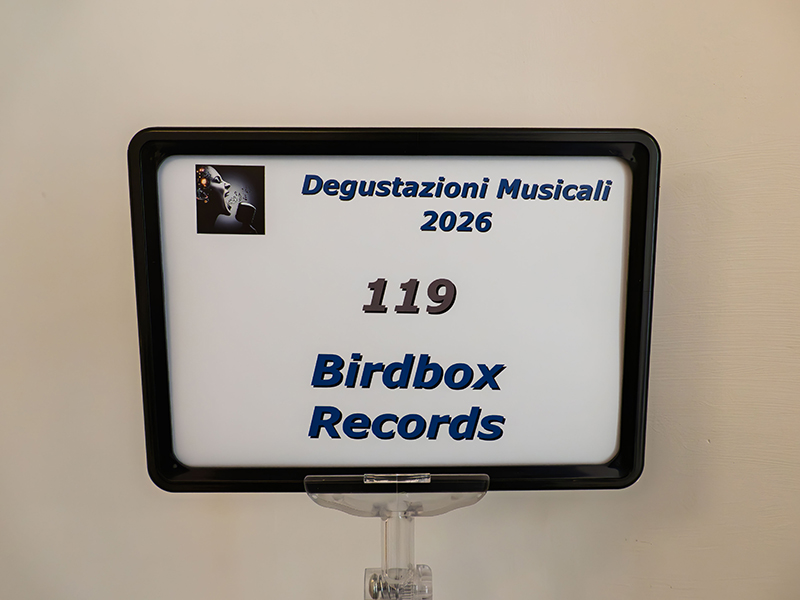 Degustazioni Musicali
2026
119
Birdbox
Records